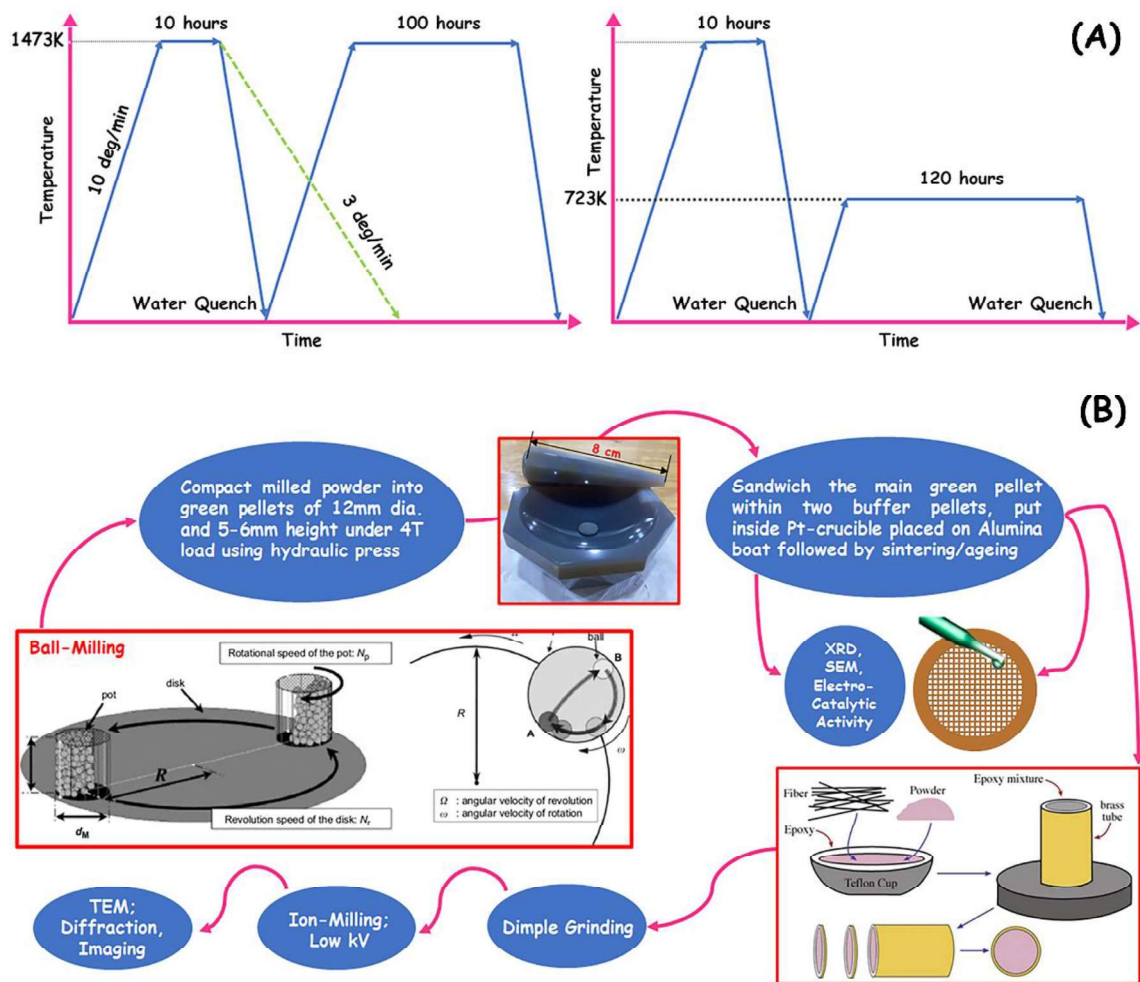 (A)
10 hours
100 hours
1473K
Temperature
10 deg/min
3 deg/min
Water Quench
Time
10 hours
Temperature
723K
120 hours
Water Quench
Water Quench
Time
(B)
Compact milled powder into
green pellets of 12mm dia.
and 5-6mm height under 4T
load using hydraulic press
8 cm
Sandwich the main green pellet
within two buffer pellets, put
inside Pt-crucible placed on Alumina
boat followed by sintering/ageing
XRD,
SEM,
Electro-
Catalytic
Activity
Ball-Milling
Rotational speed of the pot: Np
disk
pot
R
Revolution speed of the disk: Nr
dM
ball
B
R
A
ω
Ω : angular velocity of revolution
ω : angular velocity of rotation
Fiber
Powder
Epoxy
Teflon Cup
Epoxy mixture
brass
tube
Dimple Grinding
Ion-Milling;
Low kV
TEM;
Diffraction,
Imaging